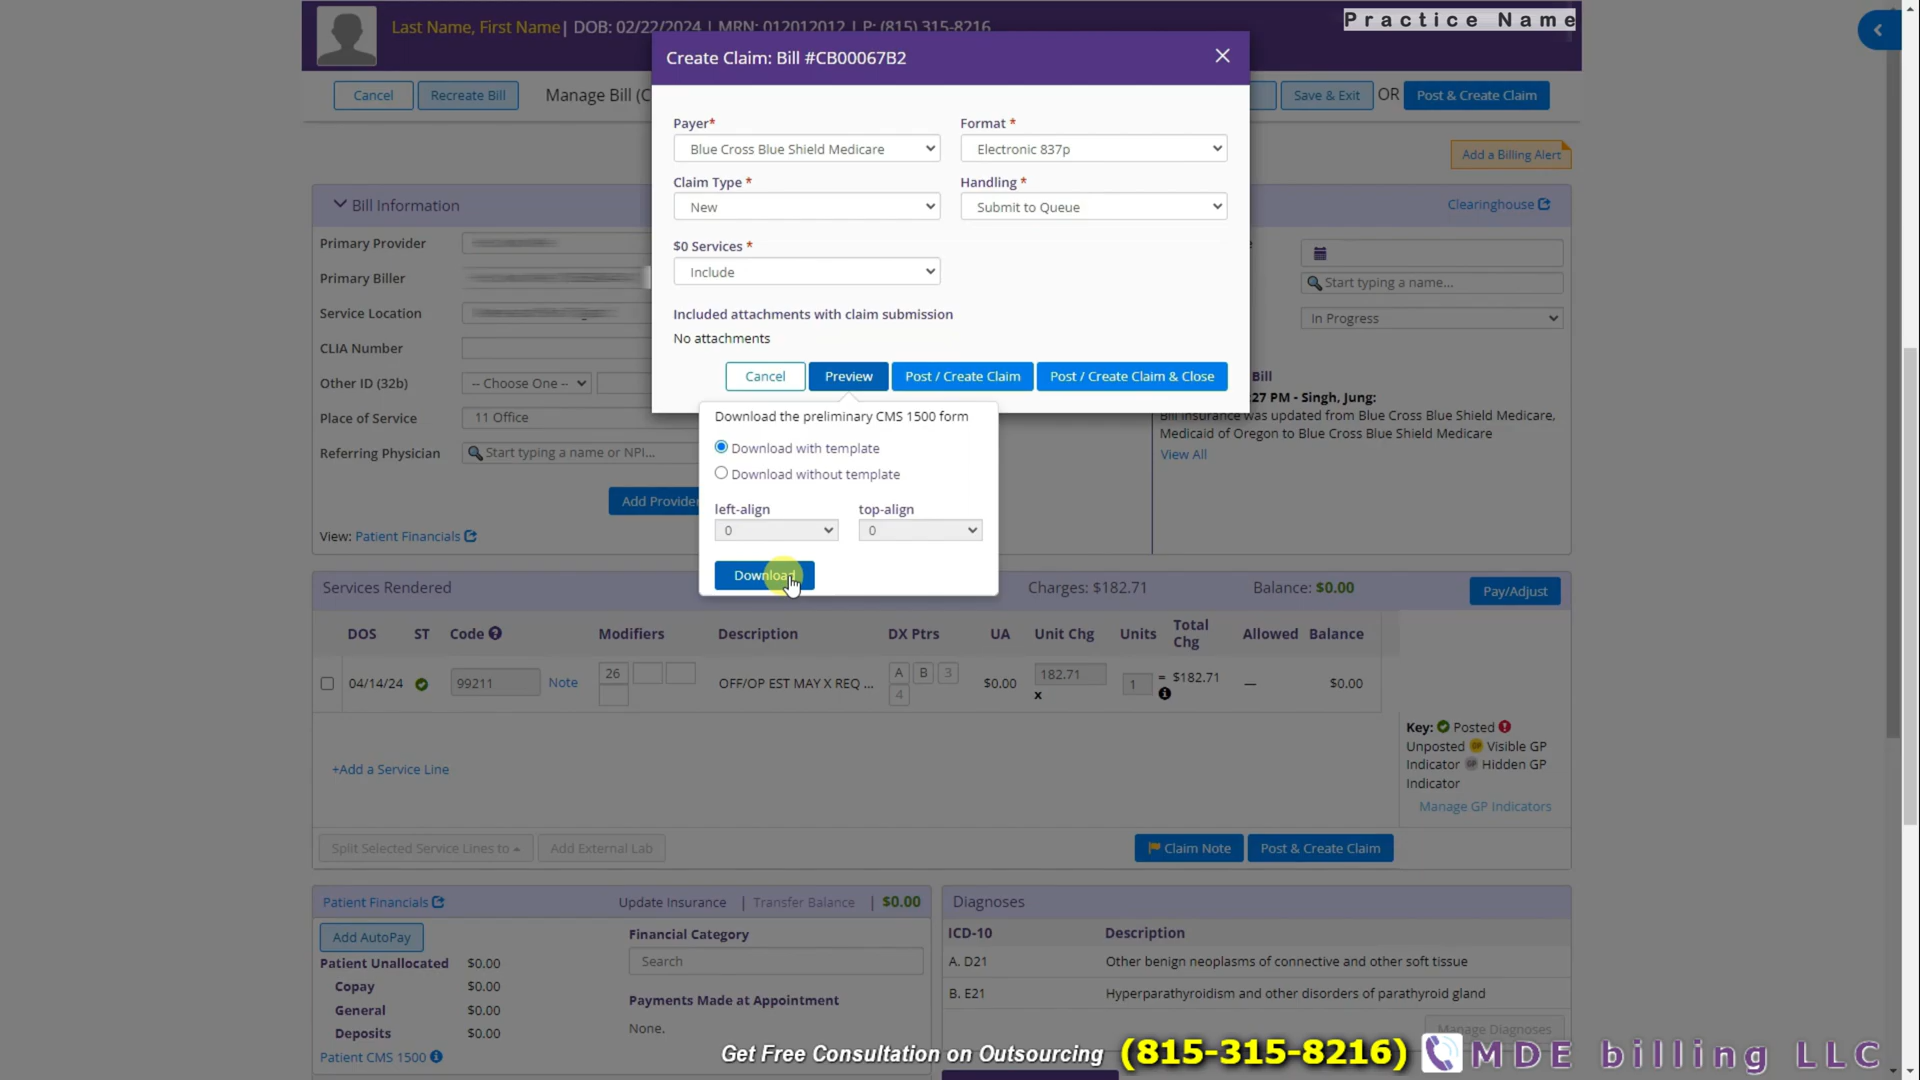 Last Name, First Name| DOB: 02/22/2024 | MRN: 012012012 | P: (815) 315-8216
Practice Name
Create Claim: Bill #CB00067B2
Cancel
Recreate Bill
Manage Bill (C
Save & Exit
OR
Post & Create Claim
Payer*
Format *
Blue Cross Blue Shield Medicare
Electronic 837p
Claim Type *
Handling *
New
Submit to Queue
$0 Services *
Include
Included attachments with claim submission
No attachments
Cancel
Preview
Post / Create Claim
Post / Create Claim & Close
Download the preliminary CMS 1500 form
Download with template
Download without template
left-align
top-align
0
0
Download
Add a Billing Alert
Bill Information
Clearinghouse
Primary Provider
Primary Biller
Start typing a name...
Service Location
In Progress
CLIA Number
Other ID (32b)
-- Choose One --
Place of Service
11 Office
Referring Physician
Start typing a name or NPI...
Add Provider
View: Patient Financials
Bill
:27 PM - Singh, Jung:
Bill insurance was updated from Blue Cross Blue Shield Medicare,
Medicaid of Oregon to Blue Cross Blue Shield Medicare
View All
Services Rendered
Charges: $182.71
Balance: $0.00
Pay/Adjust
DOS ST Code Modifiers Description DX Ptrs UA Unit Chg Units Total Chg Allowed Balance
04/14/24 99211 Note 26 OFF/OP EST MAY X REQ ... A B 3 $0.00 182.71 1 = $182.71 — $0.00
4 x
Key: Posted
Unposted GP Visible GP
Indicator GP Hidden GP
Indicator
Manage GP Indicators
+Add a Service Line
Split Selected Service Lines to
Add External Lab
Claim Note
Post & Create Claim
Patient Financials
Update Insurance | Transfer Balance | $0.00
Add AutoPay
Financial Category
Search
Patient Unallocated $0.00
Copay $0.00
General $0.00
Deposits $0.00
Payments Made at Appointment
None.
Patient CMS 1500
Diagnoses
ICD-10 Description
A. D21 Other benign neoplasms of connective and other soft tissue
B. E21 Hyperparathyroidism and other disorders of parathyroid gland
Manage Diagnoses
Get Free Consultation on Outsourcing (815-315-8216) MDE billing LLC